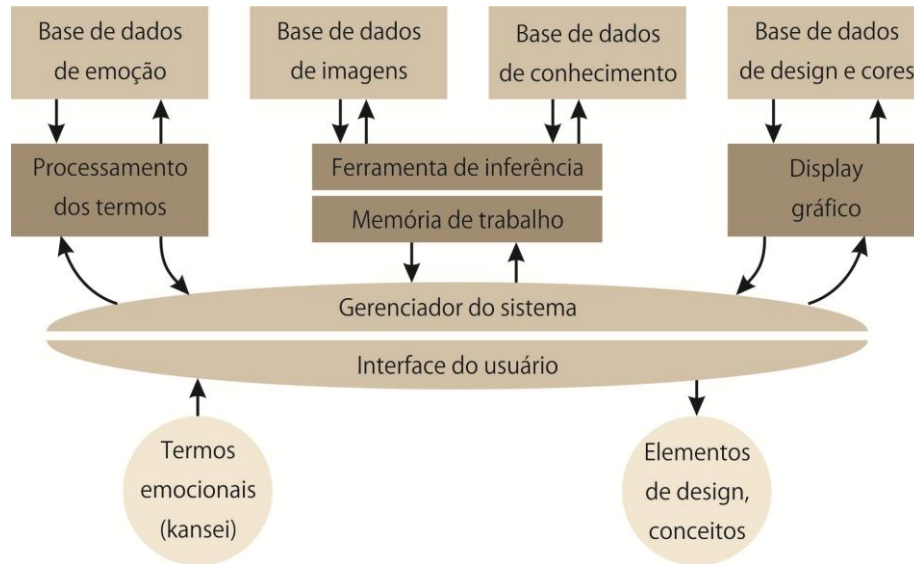 Base de dados
de emoção
Base de dados
de imagens
Base de dados
de conhecimento
Base de dados
de design e cores
Processamento
dos termos
Ferramenta de inferência
Memória de trabalho
Display
gráfico
Gerenciador do sistema
Interface do usuário
Termos
emocionais
(kansei)
Elementos
de design,
conceitos